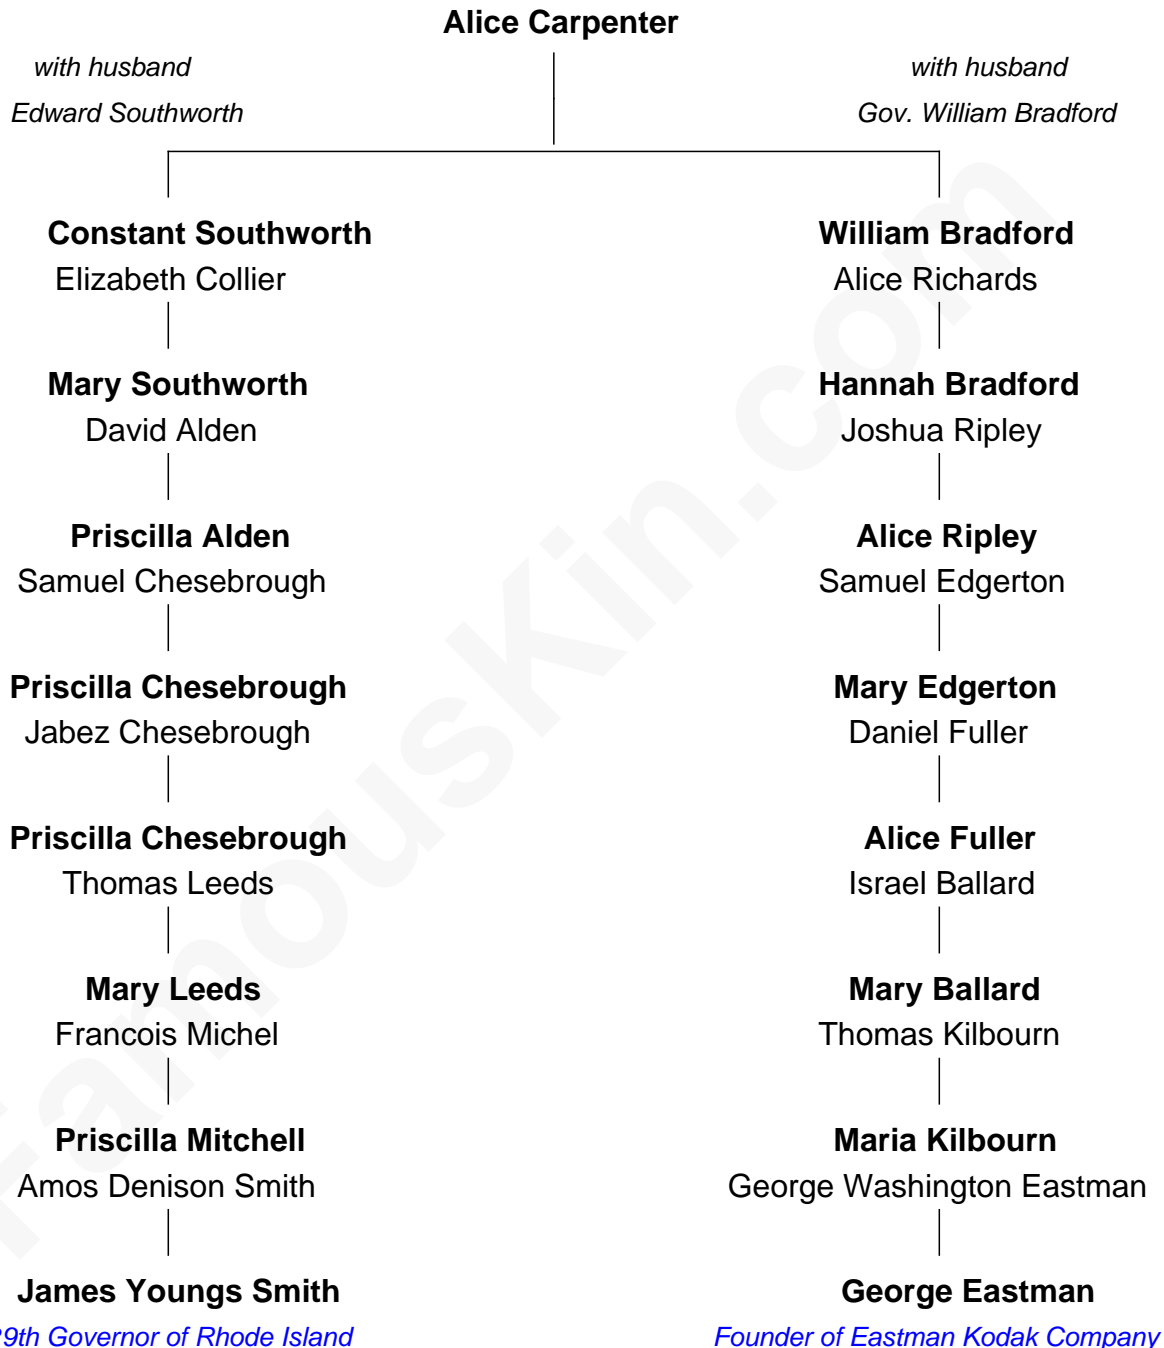 Alice Carpenter
with husband
Edward Southworth
with husband
Gov. William Bradford
Constant Southworth
Elizabeth Collier
William Bradford
Alice Richards
Mary Southworth
David Alden
Hannah Bradford
Joshua Ripley
Priscilla Alden
Samuel Chesebrough
Alice Ripley
Samuel Edgerton
Priscilla Chesebrough
Jabez Chesebrough
Mary Edgerton
Daniel Fuller
Priscilla Chesebrough
Thomas Leeds
Alice Fuller
Israel Ballard
Mary Leeds
Francois Michel
Mary Ballard
Thomas Kilbourn
Priscilla Mitchell
Amos Denison Smith
Maria Kilbourn
George Washington Eastman
James Youngs Smith
29th Governor of Rhode Island
George Eastman
Founder of Eastman Kodak Company
FamousKin.com